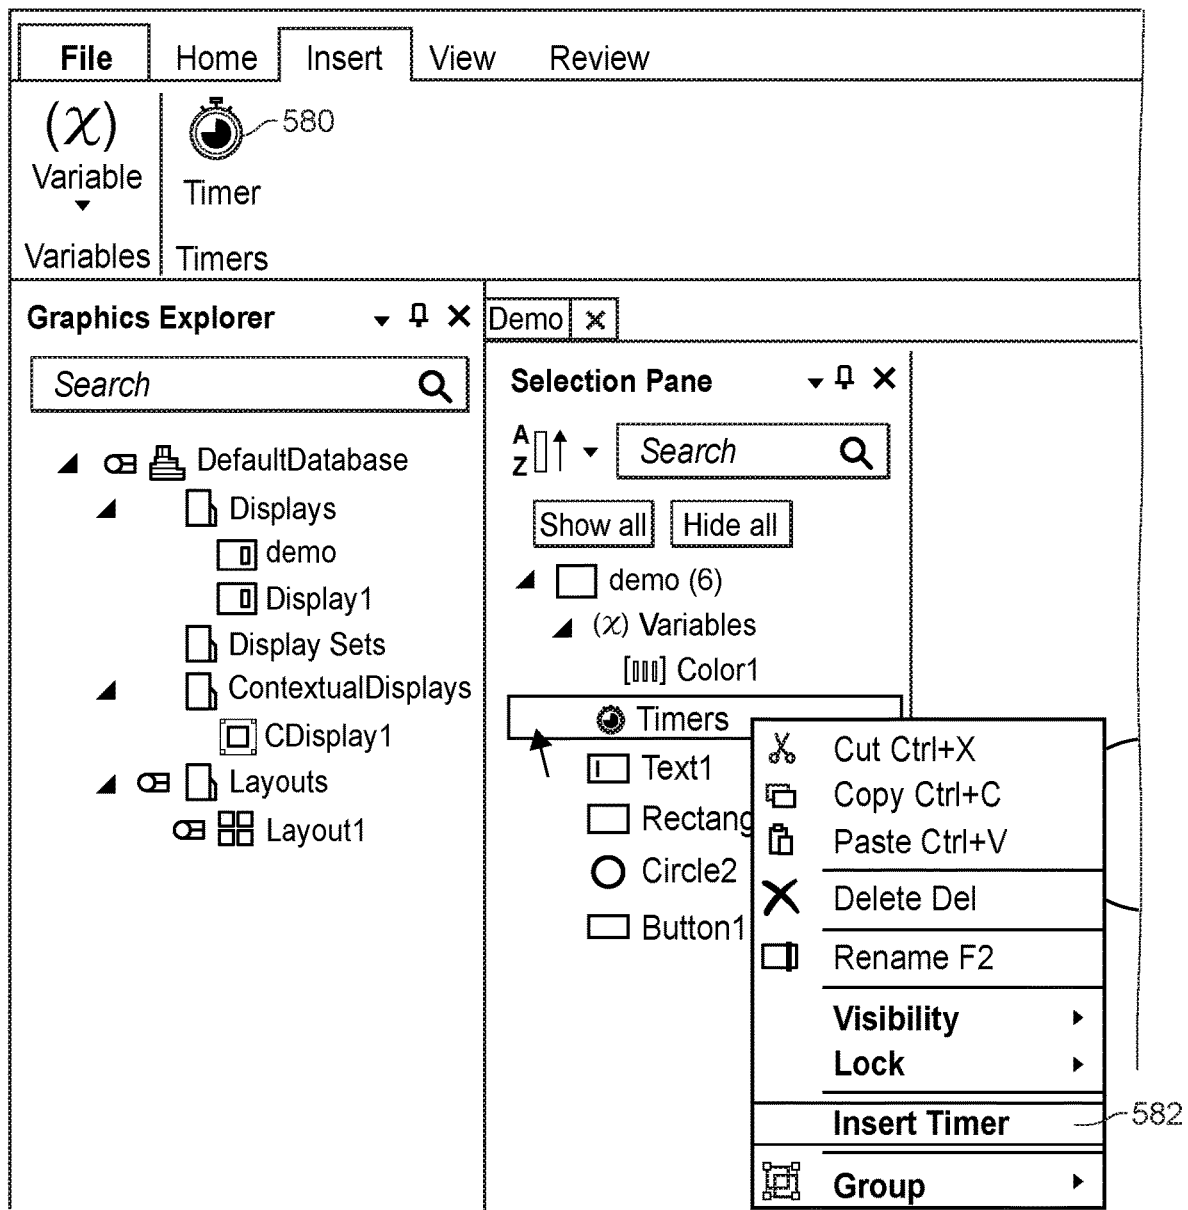 File Home Insert View Review
(χ)
580
Variable
Timer
Variables
Timers
Graphics Explorer
Search
DefaultDatabase
Displays
demo
Display1
Display Sets
ContextualDisplays
CDisplay1
Layouts
Layout1
Demo
Selection Pane
A
Z
Search
Show all
Hide all
demo (6)
(χ) Variables
Color1
Timers
Text1
Rectang
Circle2
Button1
Cut Ctrl+X
Copy Ctrl+C
Paste Ctrl+V
Delete Del
Rename F2
Visibility
Lock
Insert Timer
582
Group